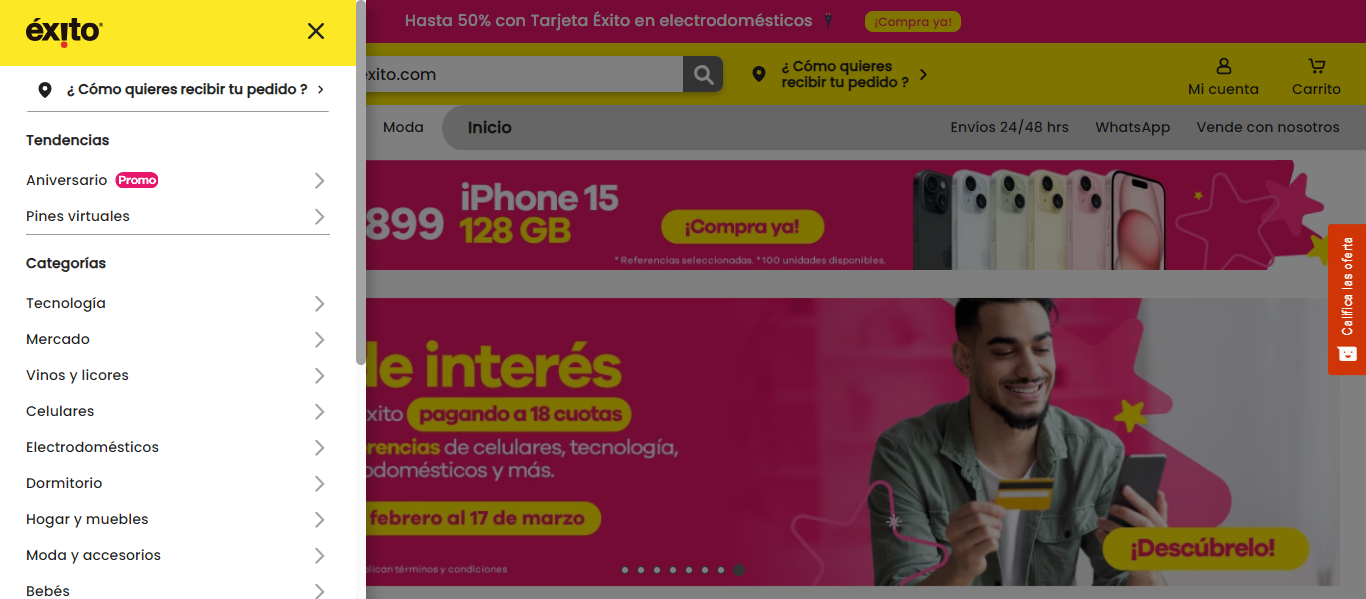 éxito
¿ Cómo quieres recibir tu pedido ?
Tendencias
Aniversario Promo
Pines virtuales
Categorías
Tecnología
Mercado
Vinos y licores
Celulares
Electrodomésticos
Dormitorio
Hogar y muebles
Moda y accesorios
Bebés
Hasta 50% con Tarjeta Éxito en electrodomésticos ¡Compra ya!
exito.com
¿ Cómo quieres
recibir tu pedido ?
Mi cuenta
Carrito
Moda
Inicio
Envíos 24/48 hrs
WhatsApp
Vende con nosotros
899
iPhone 15
128 GB
¡Compra ya!
* Referencias seleccionadas. *100 unidades disponibles.
de interés
xito pagando a 18 cuotas
rencias de celulares, tecnología,
odomésticos y más.
febrero al 17 de marzo
plican términos y condiciones
¡Descúbrelo!
Califica las oferta